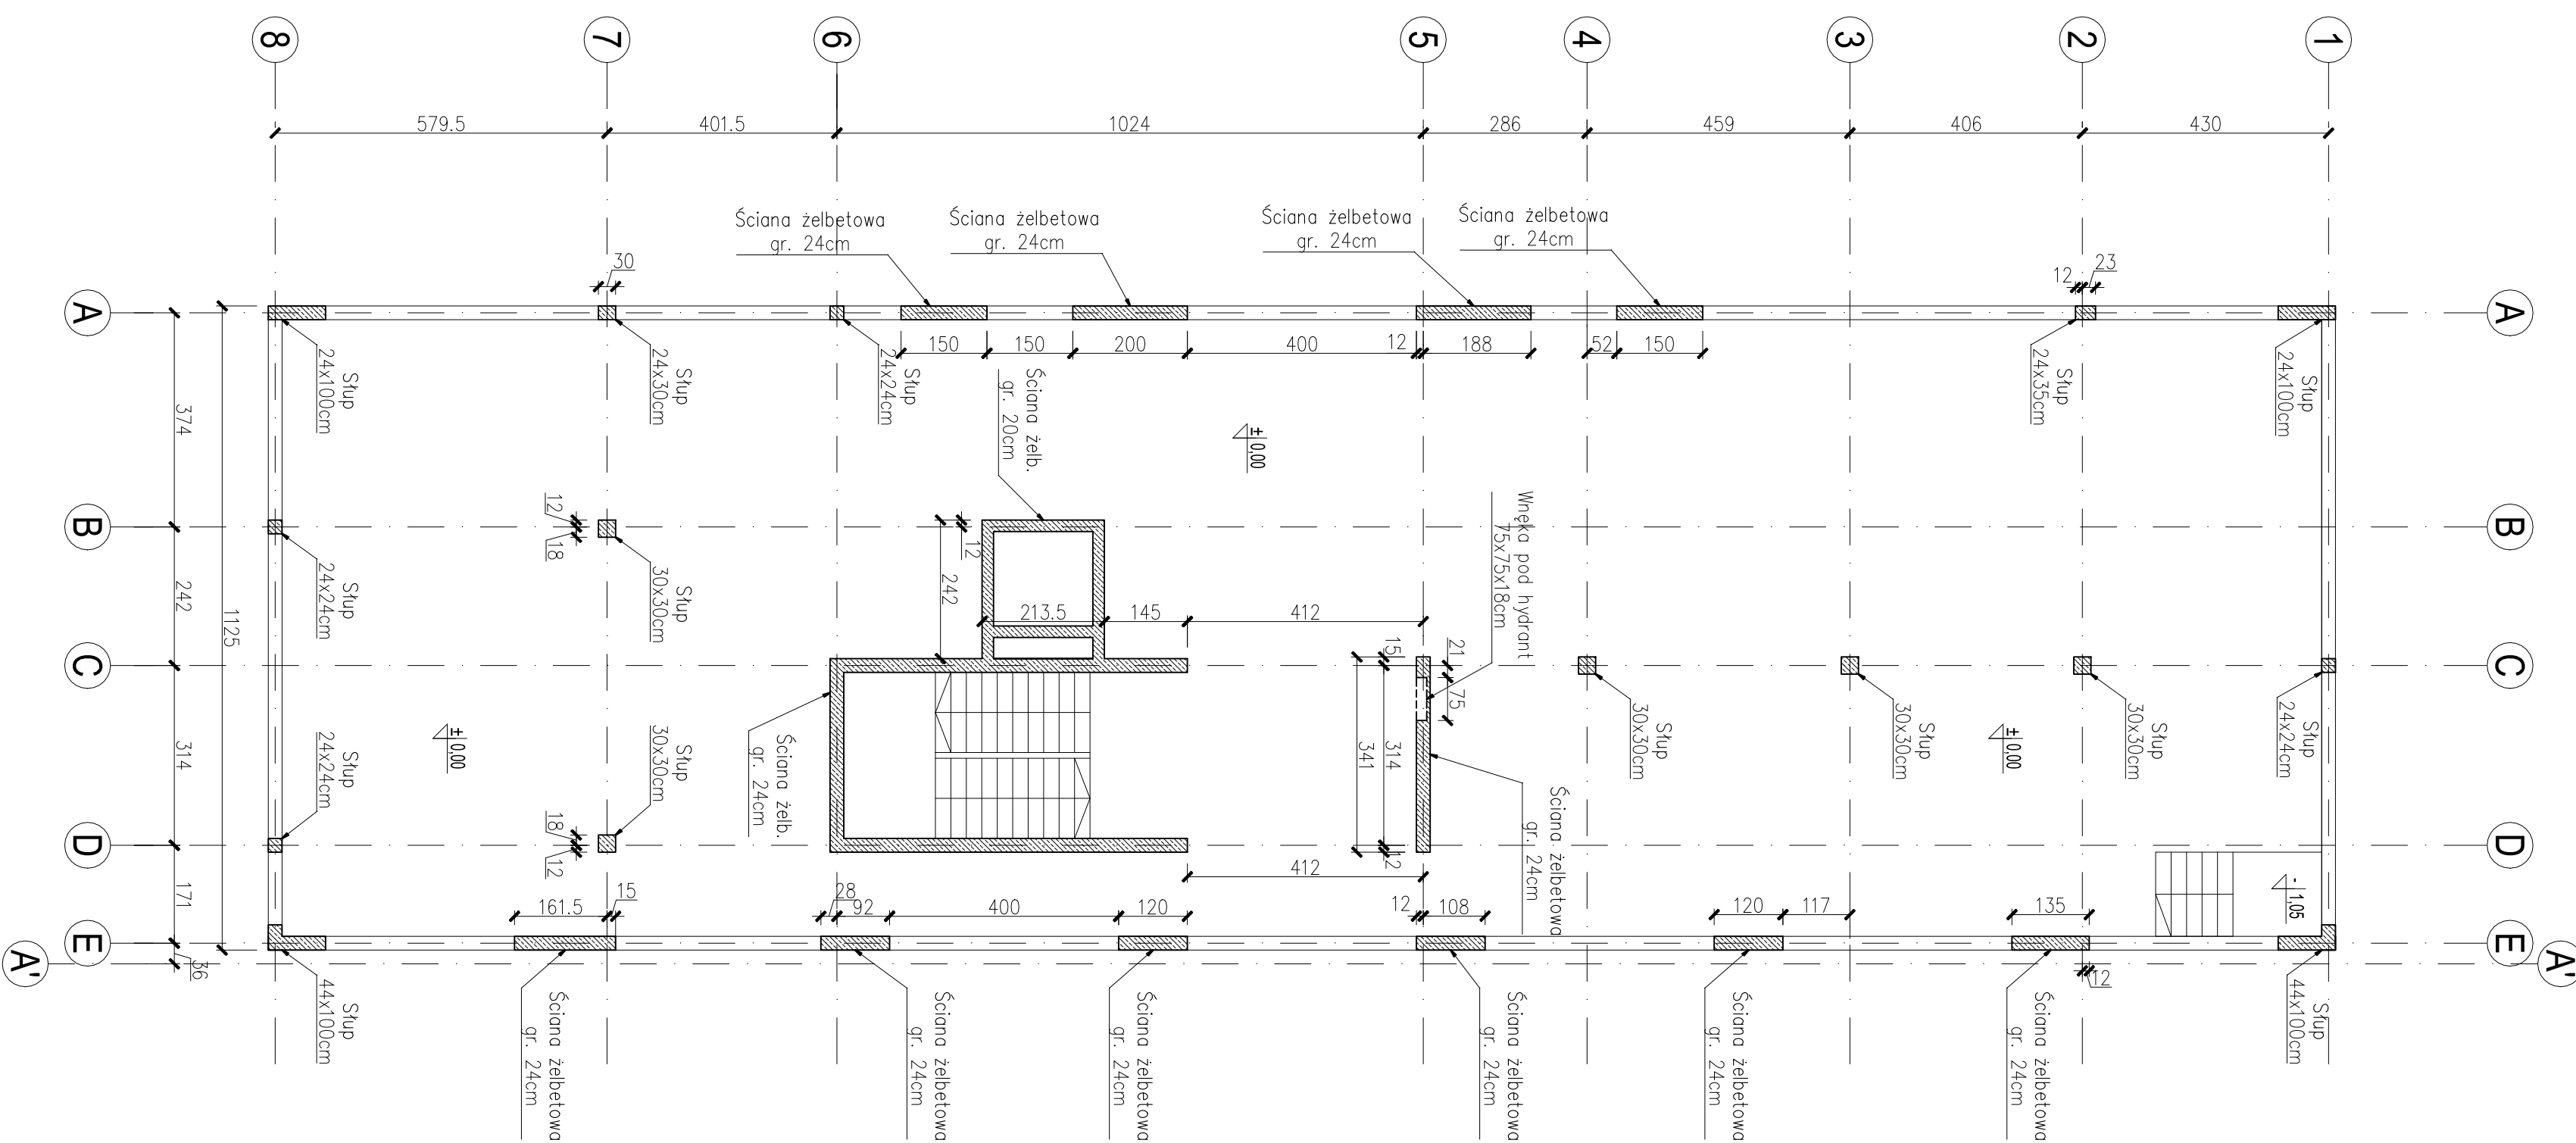 8
7
6
5
4
3
2
1
579.5
401.5
1024
286
459
406
430
Ściana żelbetowa
gr. 24cm
Ściana żelbetowa
gr. 24cm
Ściana żelbetowa
gr. 24cm
Ściana żelbetowa
gr. 24cm
30
12
23
A
A
150
150
200
400
12
188
52
150
Słup
24x100cm
Słup
24x30cm
Słup
24x24cm
Ściana żelb.
gr. 20cm
Słup
24x35cm
Słup
24x100cm
374
±0,00
B
B
12
18
12
242
Wnęka pod hydrant
75x75x18cm
Słup
24x24cm
Słup
30x30cm
242
1125
213.5
145
412
C
C
15
21
75
314
341
12
Słup
30x30cm
Słup
30x30cm
Słup
30x30cm
Słup
24x24cm
314
Słup
24x24cm
±0,00
Słup
30x30cm
Ściana żelb.
gr. 24cm
±0,00
Ściana żelbetowa
gr. 24cm
D
D
18
12
412
171
161.5
15
28
92
400
120
12
108
120
117
135
-1,05
E
E
A'
A'
36
12
Słup
44x100cm
Ściana żelbetowa
gr. 24cm
Ściana żelbetowa
gr. 24cm
Ściana żelbetowa
gr. 24cm
Ściana żelbetowa
gr. 24cm
Ściana żelbetowa
gr. 24cm
Ściana żelbetowa
gr. 24cm
Słup
44x100cm